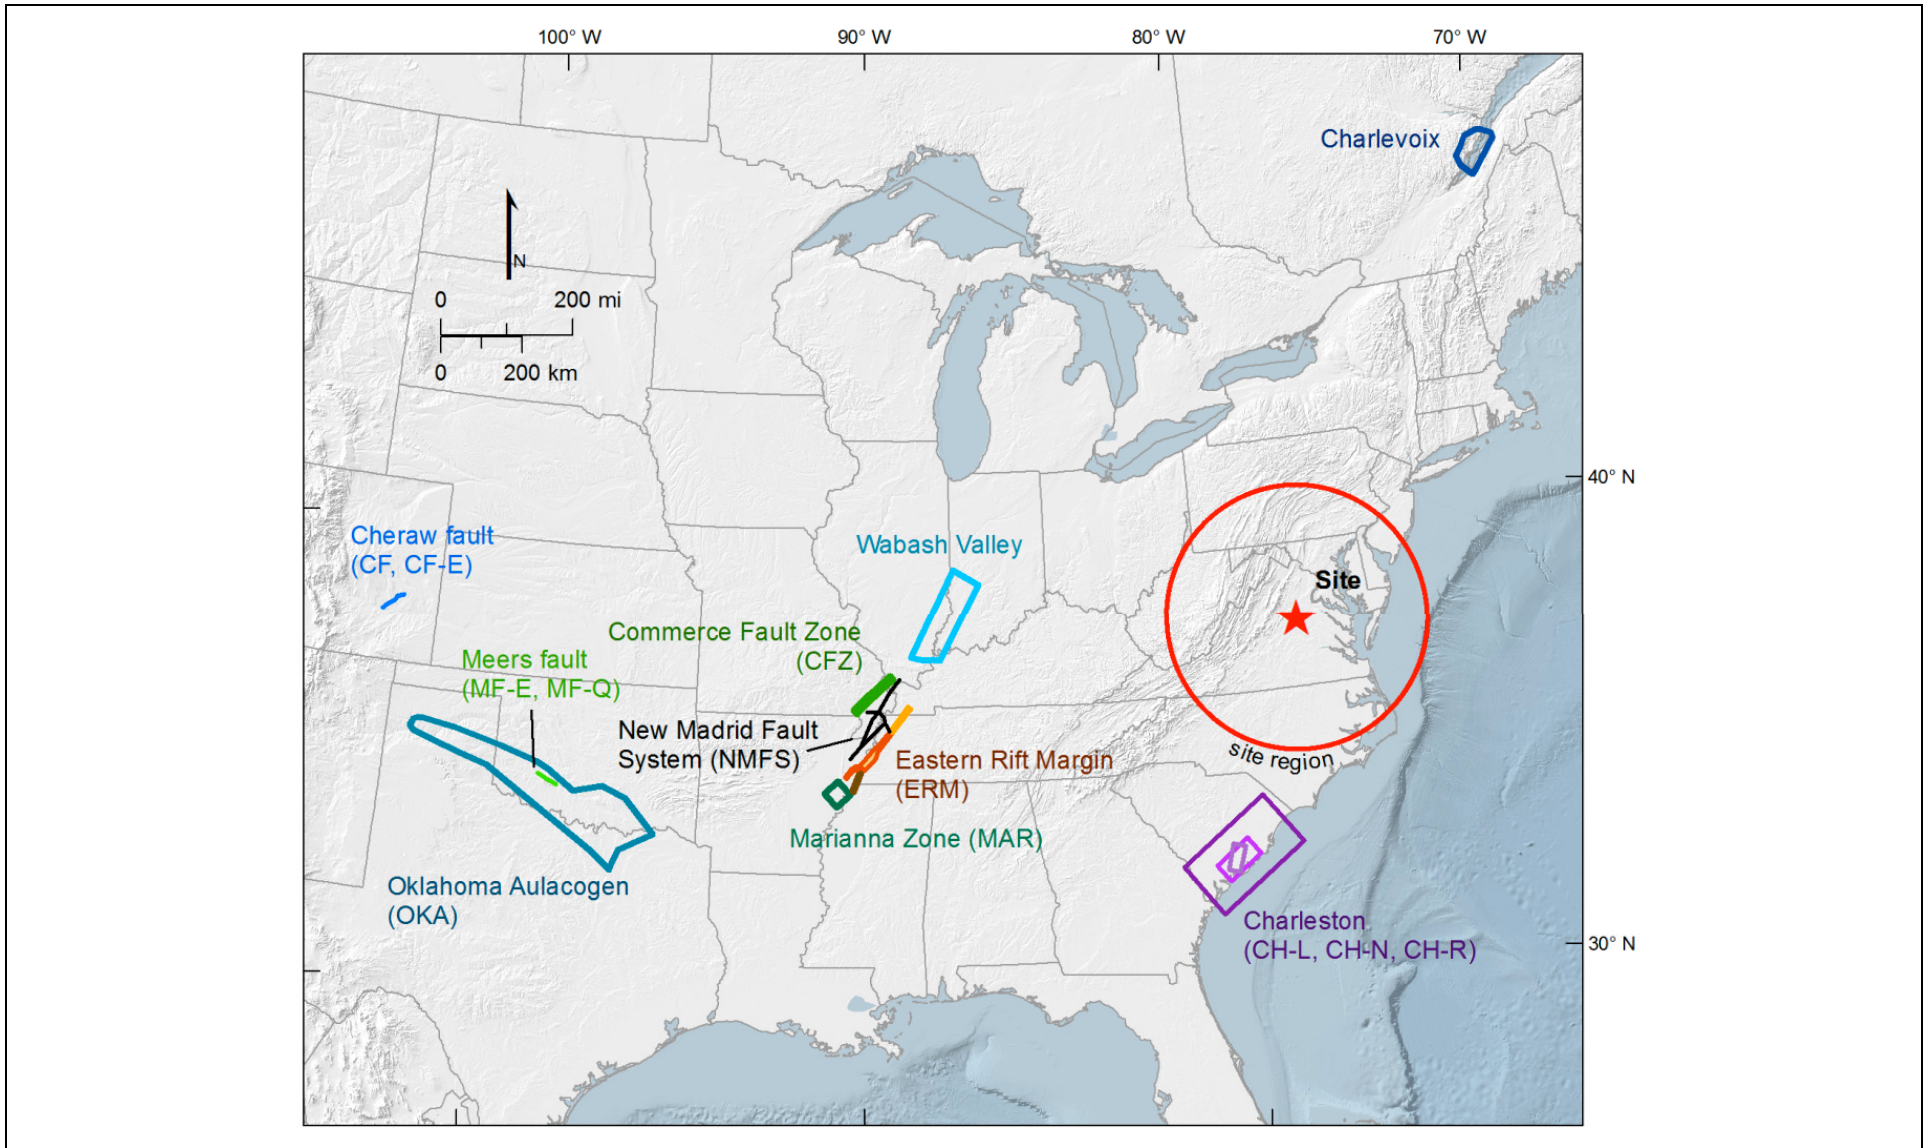 100° W
90° W
80° W
70° W
Charlevoix
N
0
200 mi
0
200 km
40° N
Cheraw fault
(CF, CF-E)
Wabash Valley
Site
Commerce Fault Zone
(CFZ)
Meers fault
(MF-E, MF-Q)
New Madrid Fault
System (NMFS)
Eastern Rift Margin
(ERM)
site region
Marianna Zone (MAR)
Oklahoma Aulacogen
(OKA)
Charleston
(CH-L, CH-N, CH-R)
30° N